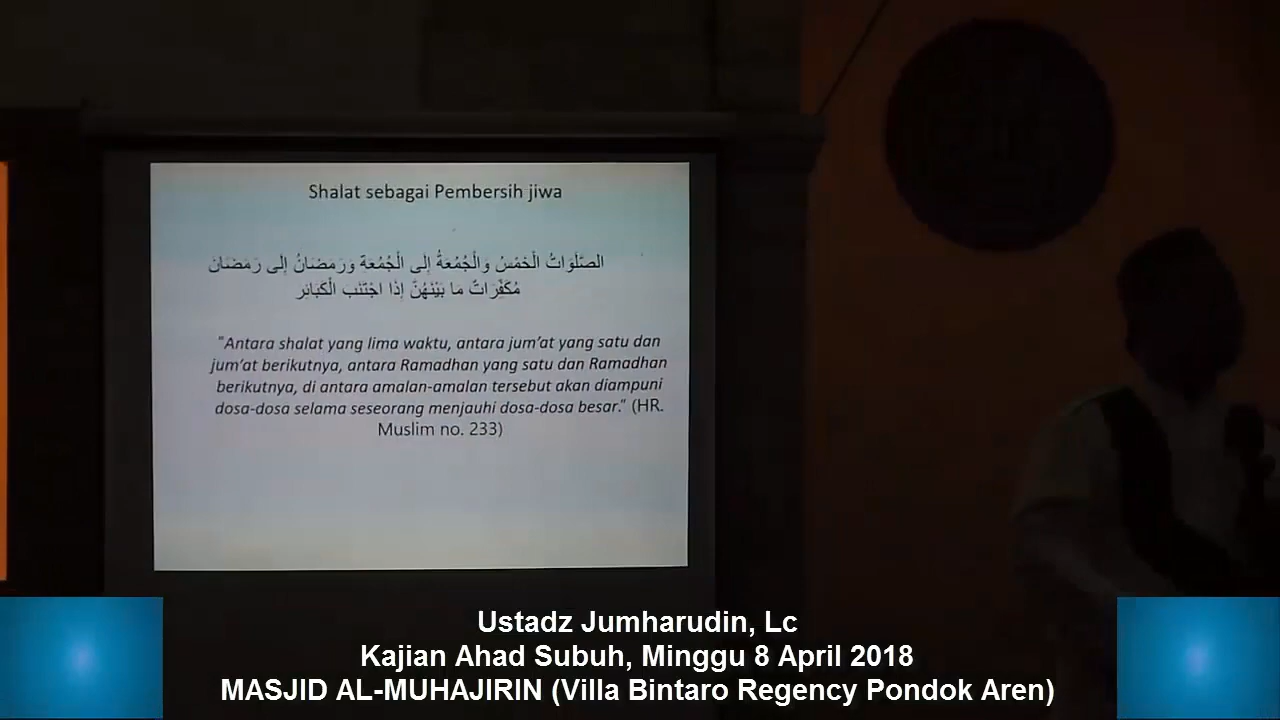 Shalat sebagai Pembersih jiwa
الصَّلَوَاتُ الْخَمْسُ وَالْجُمْعَةُ إِلَى الْجُمْعَةِ وَرَمَضَانُ إِلَى رَمَضَانَ
مُكَفِّرَاتٌ مَا بَيْنَهُنَّ إِذَا اجْتَنَبَ الْكَبَائِرَ
"Antara shalat yang lima waktu, antara jum'at yang satu dan
jum'at berikutnya, antara Ramadhan yang satu dan Ramadhan
berikutnya, di antara amalan-amalan tersebut akan diampuni
dosa-dosa selama seseorang menjauhi dosa-dosa besar." (HR.
Muslim no. 233)
Ustadz Jumharudin, Lc
Kajian Ahad Subuh, Minggu 8 April 2018
MASJID AL-MUHAJIRIN (Villa Bintaro Regency Pondok Aren)